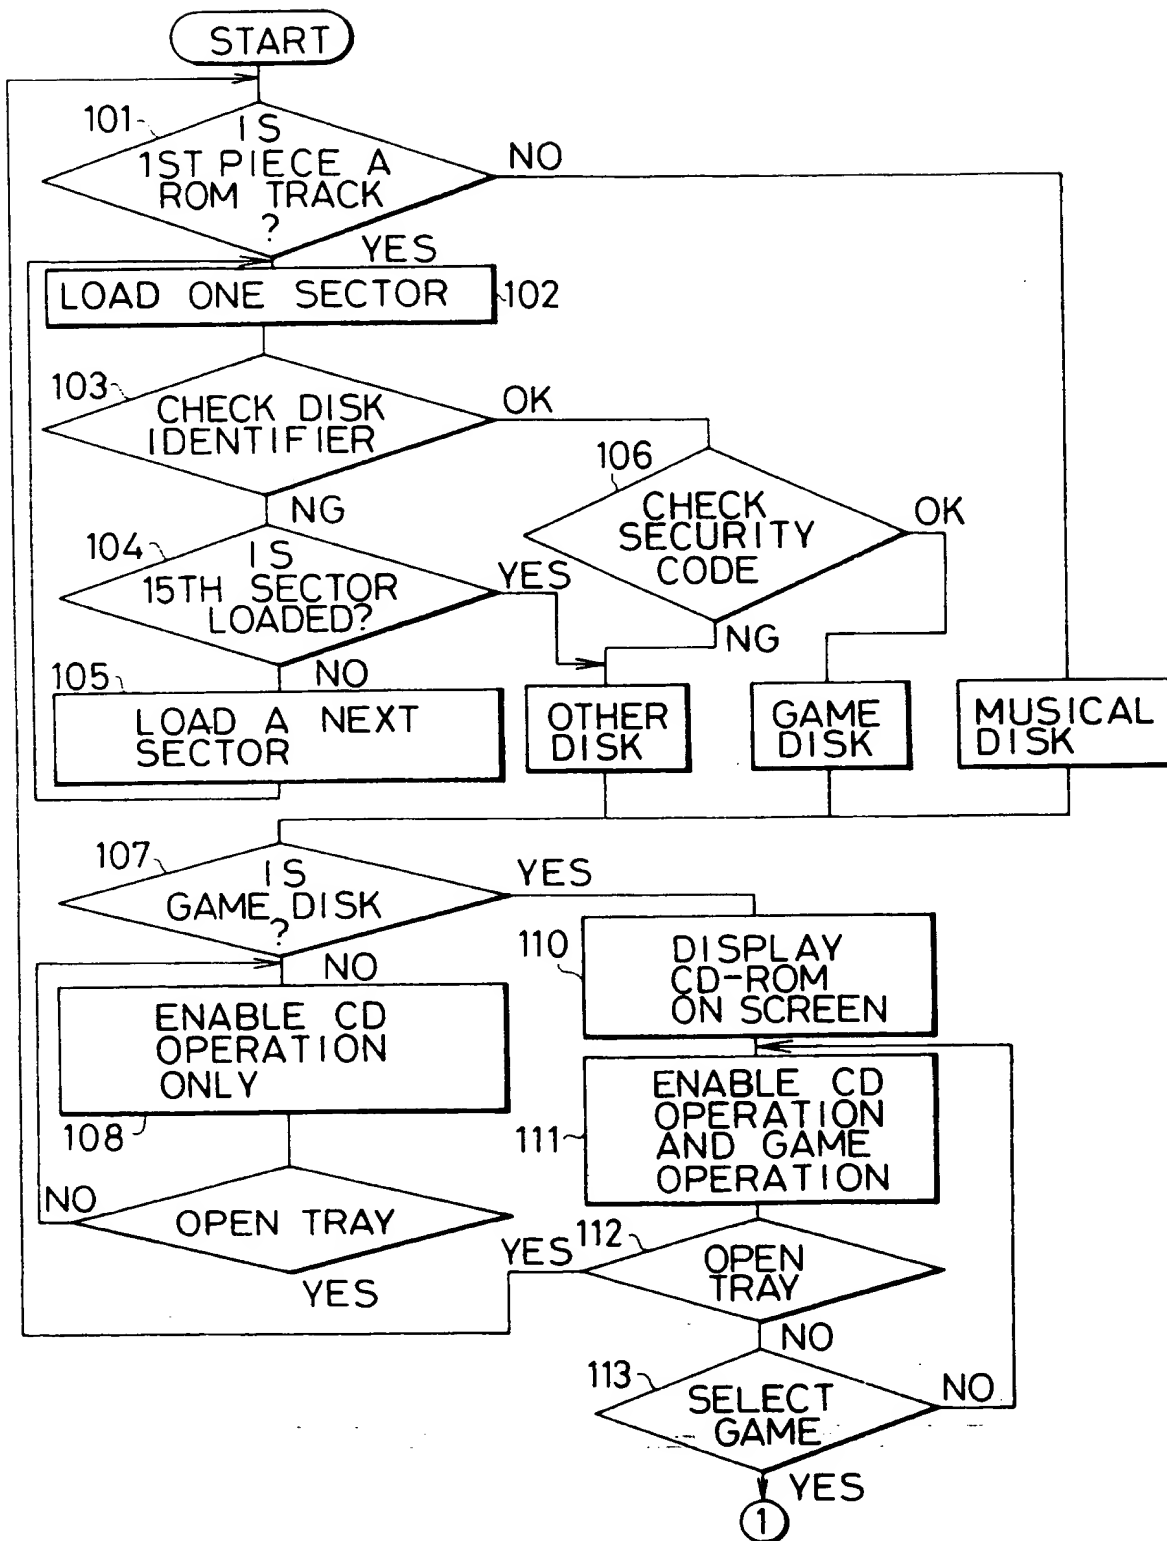 START
101
IS
1ST PIECE A
ROM TRACK
?
NO
YES
LOAD ONE SECTOR
102
103
CHECK DISK
IDENTIFIER
OK
NG
106
CHECK
SECURITY
CODE
OK
NG
104
IS
15TH SECTOR
LOADED?
YES
NO
105
LOAD A NEXT
SECTOR
OTHER
DISK
GAME
DISK
MUSICAL
DISK
107
IS
GAME DISK
?
YES
NO
110
DISPLAY
CD-ROM
ON SCREEN
ENABLE CD
OPERATION
ONLY
108
111
ENABLE CD
OPERATION
AND GAME
OPERATION
NO
OPEN TRAY
YES
112
YES
OPEN
TRAY
NO
113
SELECT
GAME
NO
YES
1